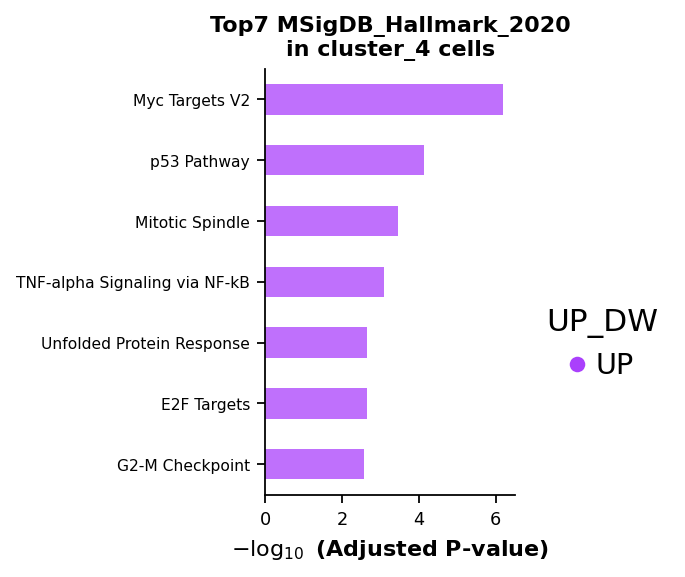 Top7 MSigDB_Hallmark_2020
in cluster_4 cells
Myc Targets V2
p53 Pathway
Mitotic Spindle
TNF-alpha Signaling via NF-kB
Unfolded Protein Response
E2F Targets
G2-M Checkpoint
UP_DW
UP
0 2 4 6
−log₁₀ (Adjusted P-value)